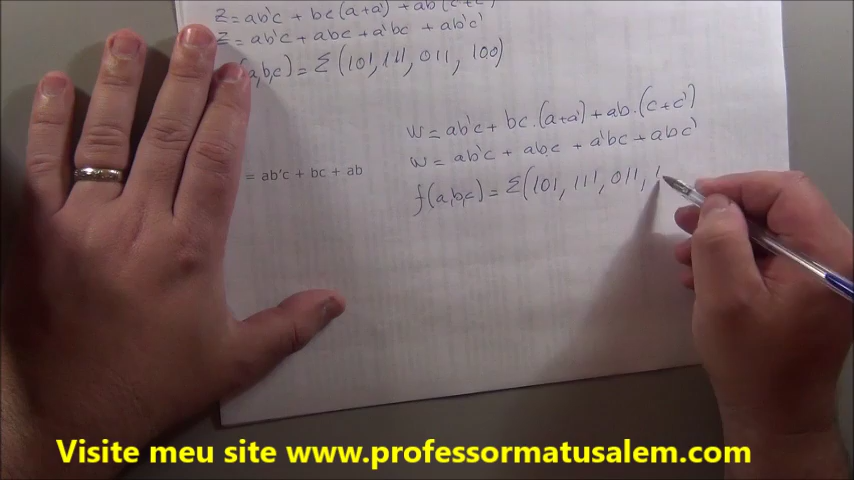 z = ab'c + bc(a+a') + ab(c+c')
z = ab'c + abc + a'bc + ab'c'
(a,b,c) = Σ(101, 111, 011, 100)
w = ab'c + bc.(a+a') + ab.(c+c')
w = ab'c + abc + a'bc + abc'
= ab'c + bc + ab
f(a,b,c) = Σ(101, 111, 011, 1
Visite meu site www.professormatusalem.com